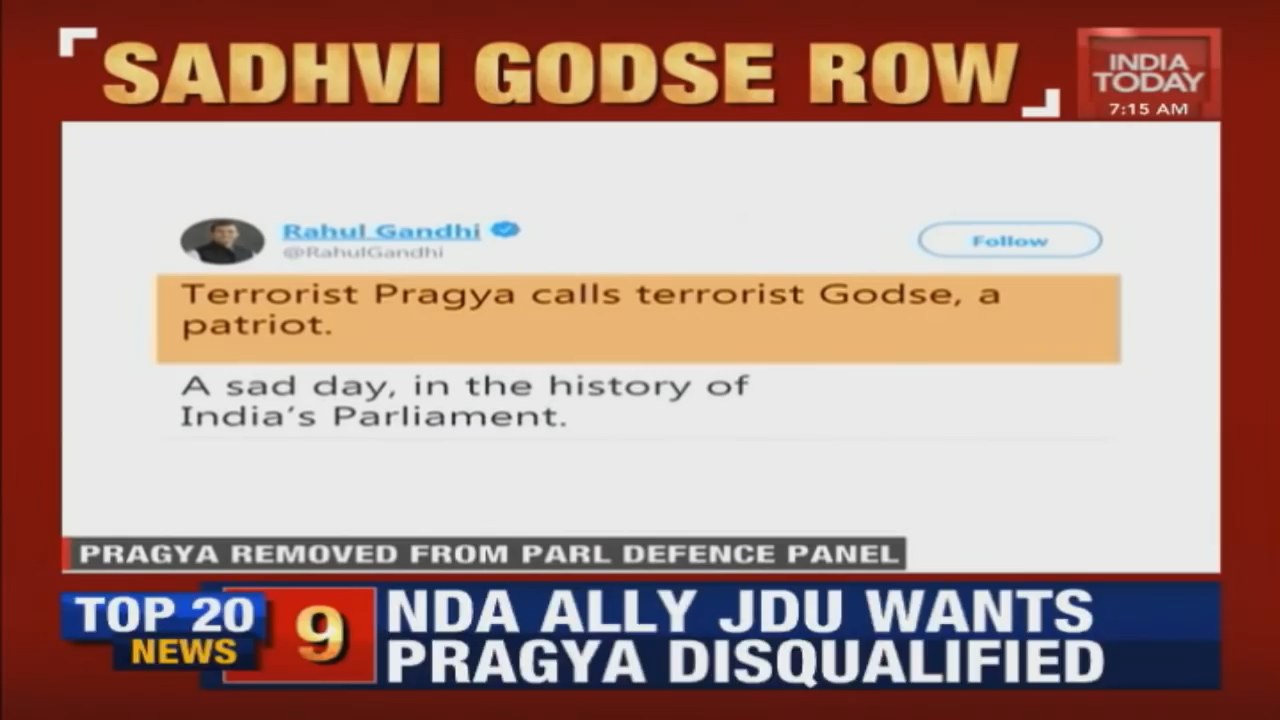 SADHVI GODSE ROW
INDIA
TODAY
7:15 AM
Rahul Gandhi
@RahulGandhi
Follow
Terrorist Pragya calls terrorist Godse, a
patriot.
A sad day, in the history of
India's Parliament.
PRAGYA REMOVED FROM PARL DEFENCE PANEL
TOP 20
NEWS
9
NDA ALLY JDU WANTS
PRAGYA DISQUALIFIED